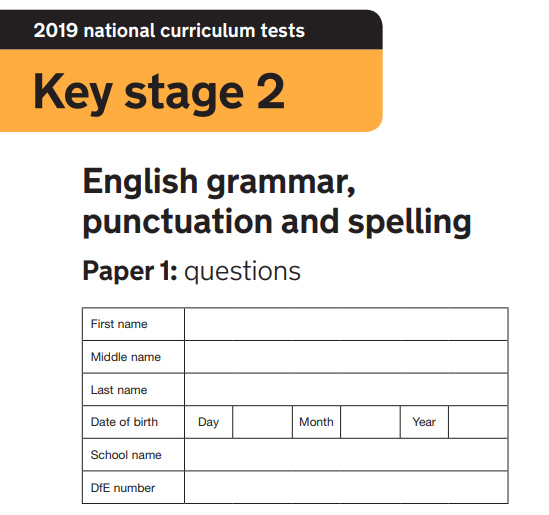 2019 national curriculum tests
Key stage 2
English grammar,
punctuation and spelling
Paper 1: questions
First name
Middle name
Last name
Date of birth Day Month Year
School name
DfE number